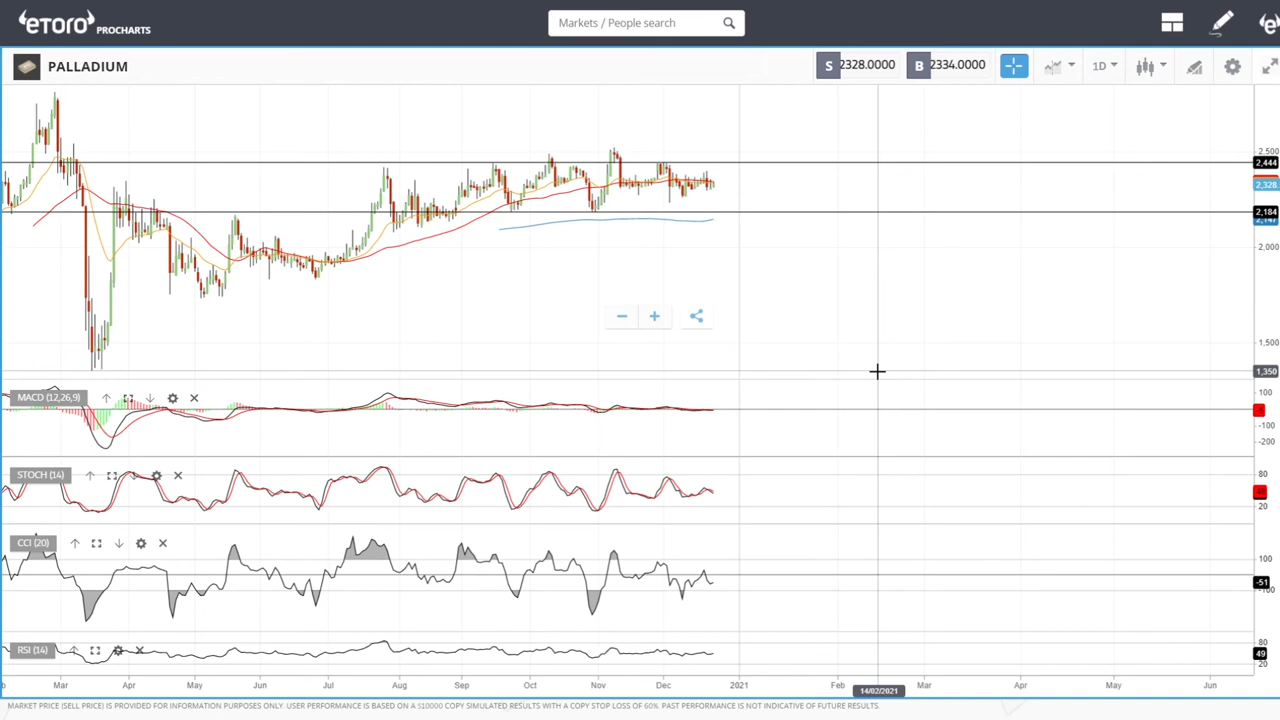 eToro PROCHARTS
Markets / People search
PALLADIUM
S 2328.0000
B 2334.0000
1D
2,500
2,444
2,328.
2,184
2,147
2,000
1,500
1,350
MACD (12,26,9)
100
-100
-200
STOCH (14)
80
20
CCI (20)
100
-51
-100
RSI (14)
80
49
20
Mar Apr May Jun Jul Aug Sep Oct Nov Dec 2021 Feb Mar Apr May Jun
14/02/2021
MARKET PRICE (SELL PRICE) IS PROVIDED FOR INFORMATION PURPOSES ONLY. USER PERFORMANCE IS BASED ON A $10000 COPY SIMULATED RESULTS WITH A COPY STOP LOSS OF 60%. PAST PERFORMANCE IS NOT INDICATIVE OF FUTURE RESULTS.